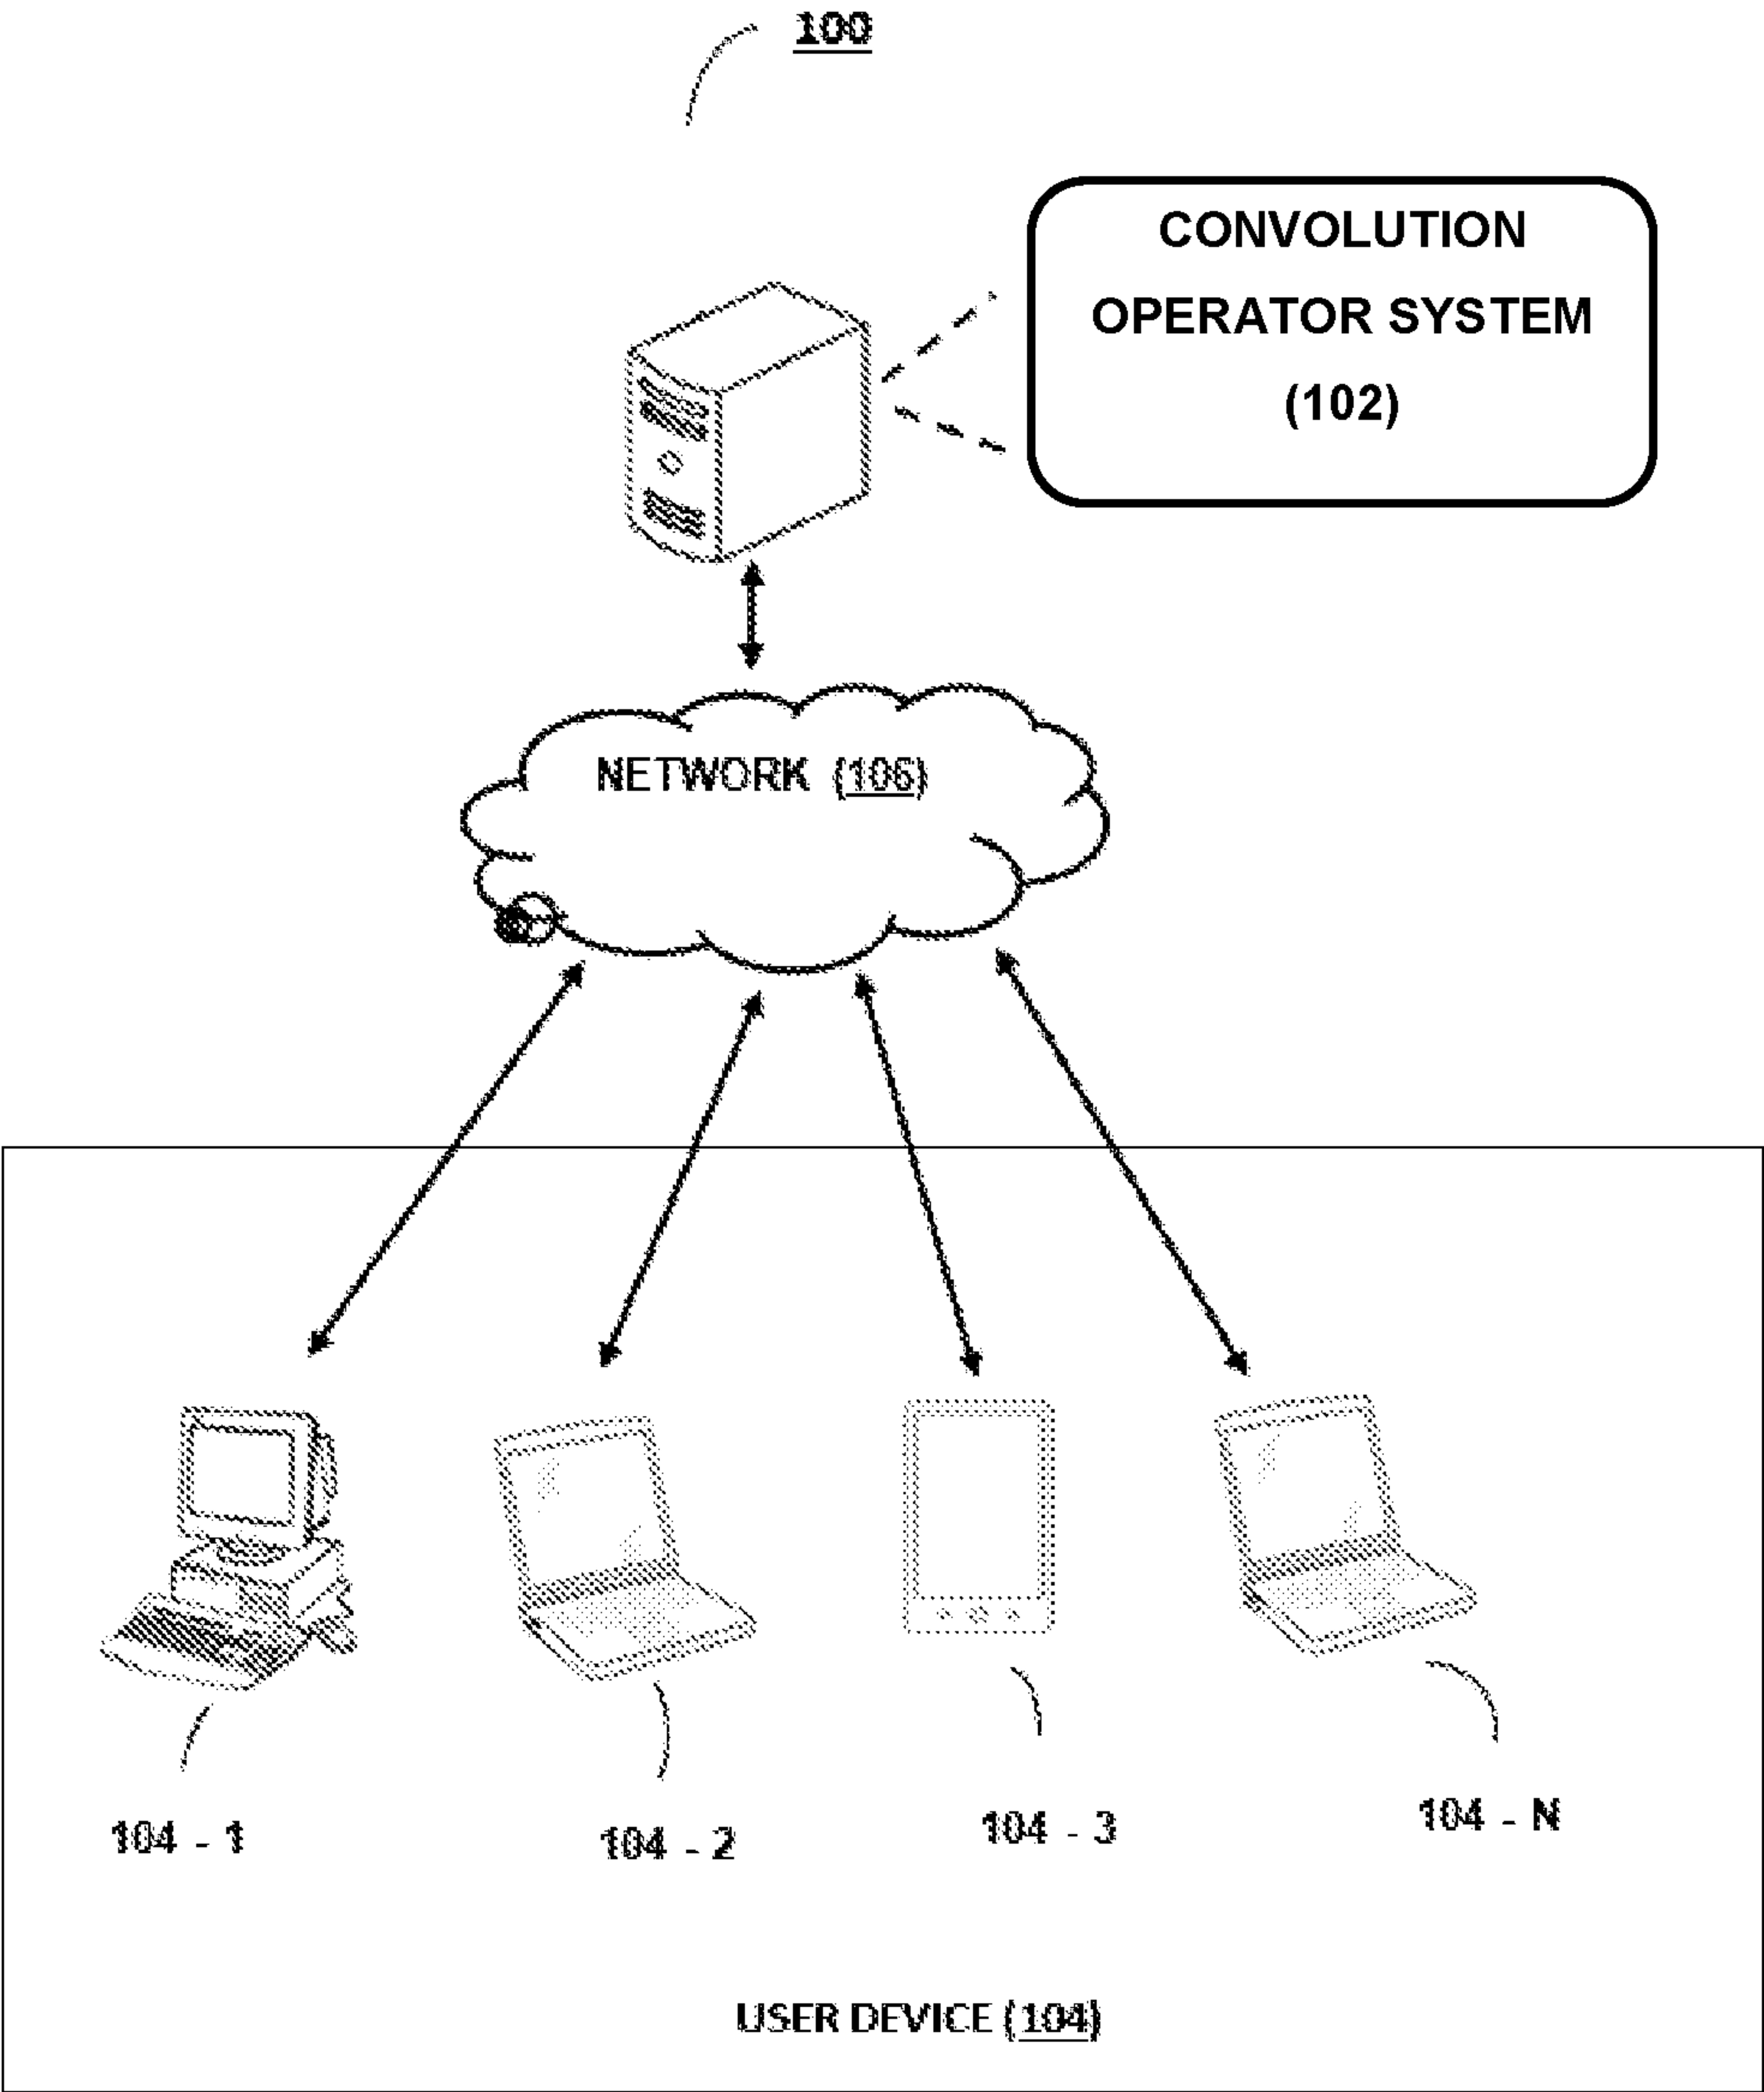 100
CONVOLUTION
OPERATOR SYSTEM
(102)
NETWORK (106)
104 - 1
104 - 2
104 - 3
104 - N
USER DEVICE (104)